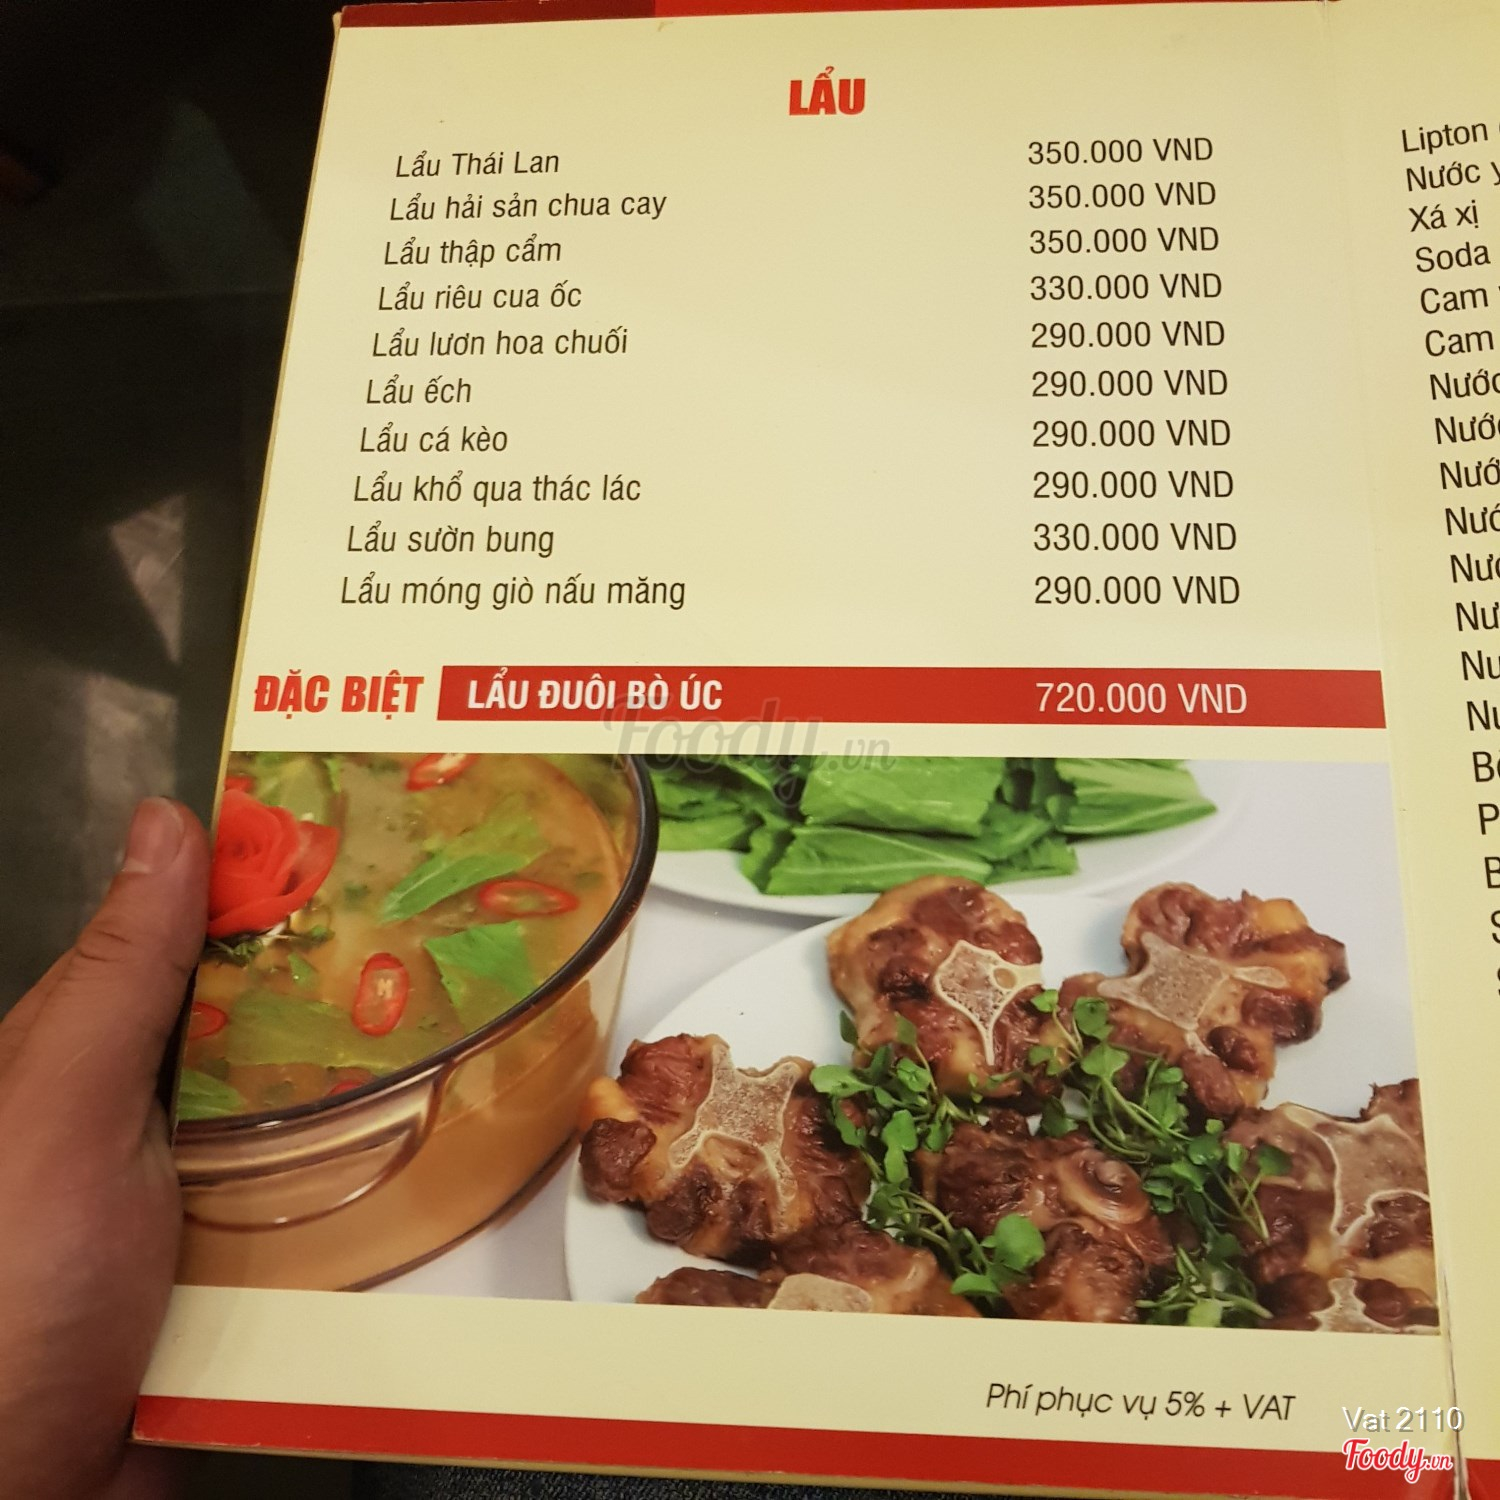 LẨU
Lẩu Thái Lan 350.000 VND
Lẩu hải sản chua cay 350.000 VND
Lẩu thập cẩm 350.000 VND
Lẩu riêu cua ốc 330.000 VND
Lẩu lươn hoa chuối 290.000 VND
Lẩu ếch 290.000 VND
Lẩu cá kèo 290.000 VND
Lẩu khổ qua thác lác 290.000 VND
Lẩu sườn bung 330.000 VND
Lẩu móng giò nấu măng 290.000 VND
ĐẶC BIỆT LẨU ĐUÔI BÒ ÚC 720.000 VND
Foody.vn
Phí phục vụ 5% + VAT
Lipton
Nước
Xá xị
Soda
Cam
Cam
Nước
Nước
Vat 2110
Foody.vn